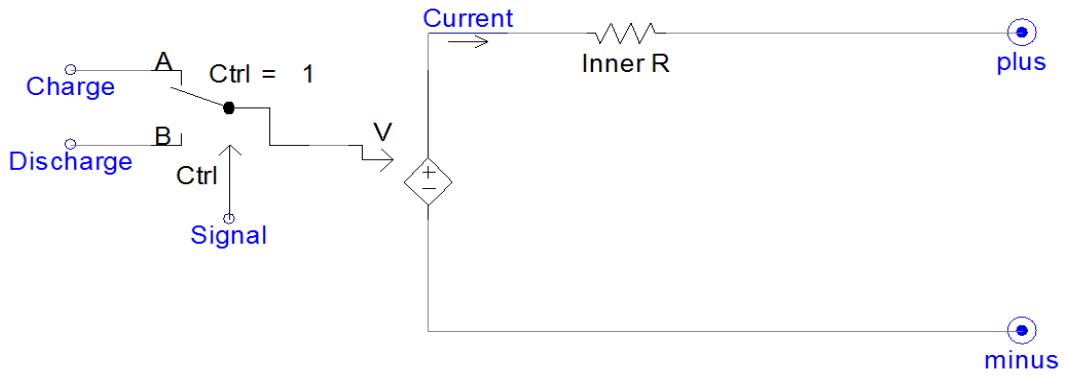 Current
Inner R
plus
A
Ctrl = 1
Charge
B
V
Discharge
Ctrl
+
−
Signal
minus